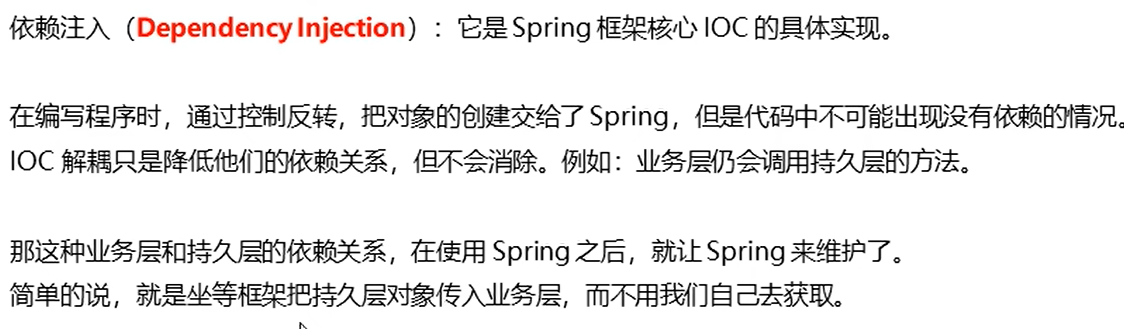 依赖注入（Dependency Injection）：它是 Spring 框架核心 IOC 的具体实现。
在编写程序时，通过控制反转，把对象的创建交给了 Spring，但是代码中不可能出现没有依赖的情况。
IOC 解耦只是降低他们的依赖关系，但不会消除。例如：业务层仍会调用持久层的方法。
那这种业务层和持久层的依赖关系，在使用 Spring 之后，就让 Spring 来维护了。
简单的说，就是坐等框架把持久层对象传入业务层，而不用我们自己去获取。